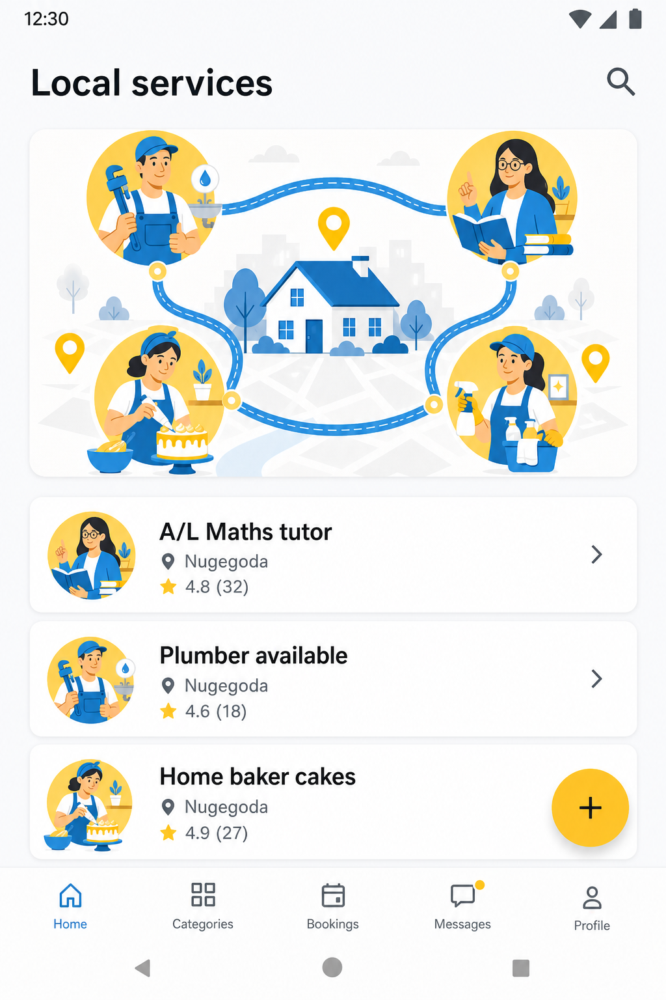 12:30
Local services
A/L Maths tutor
Nugegoda
4.8 (32)
Plumber available
Nugegoda
4.6 (18)
Home baker cakes
Nugegoda
4.9 (27)
Home
Categories
Bookings
Messages
Profile